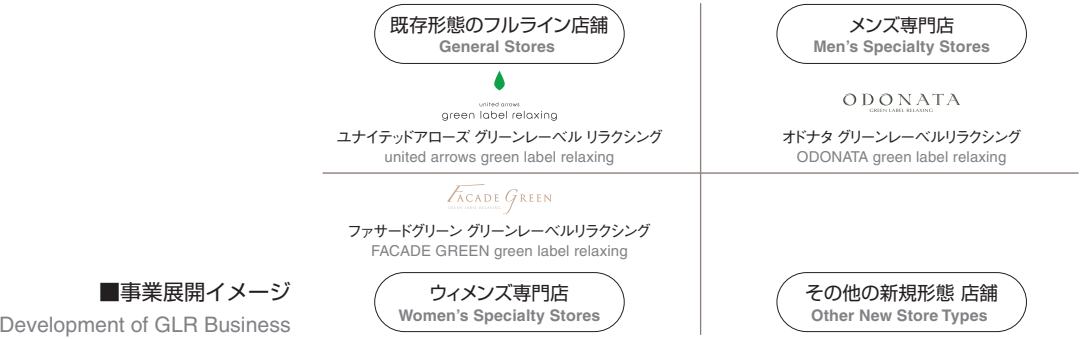 既存形態のフルライン店舗
General Stores
united arrows
green label relaxing
ユナイテッドアローズ グリーンレーベル リラクシング
united arrows green label relaxing
メンズ専門店
Men's Specialty Stores
ODONATA
GREEN LABEL RELAXING
オドナタ グリーンレーベルリラクシング
ODONATA green label relaxing
FACADE GREEN
GREEN LABEL RELAXING
ファサードグリーン グリーンレーベルリラクシング
FACADE GREEN green label relaxing
ウィメンズ専門店
Women's Specialty Stores
その他の新規形態 店舗
Other New Store Types
■事業展開イメージ
Development of GLR Business